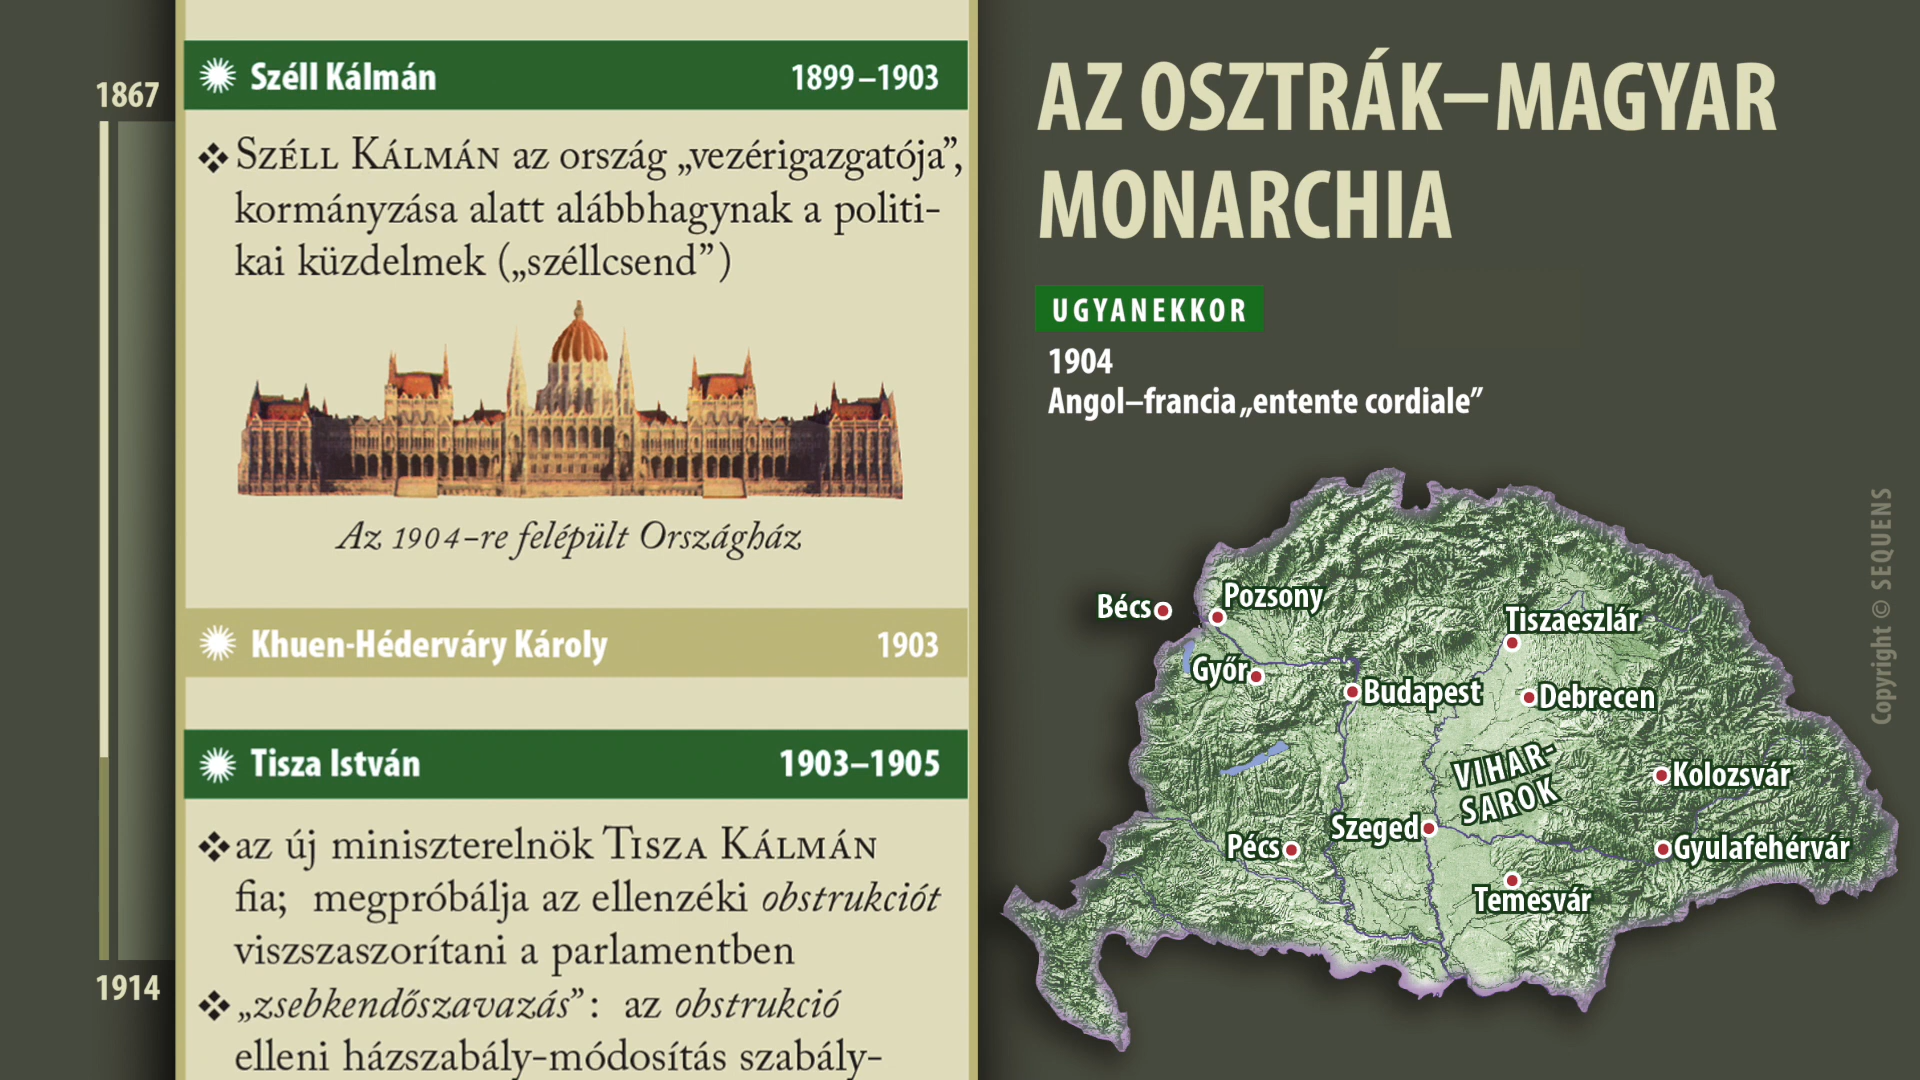 1867
1914
Széll Kálmán 1899–1903
SZÉLL KÁLMÁN az ország „vezérigazgatója”,
kormányzása alatt alábbhagynak a politi-
kai küzdelmek („széllcsend”)
Az 1904-re felépült Országház
Khuen-Héderváry Károly 1903
Tisza István 1903–1905
az új miniszterelnök TISZA KÁLMÁN
fia; megpróbálja az ellenzéki obstrukciót
viszszaszorítani a parlamentben
„zsebkendőszavazás”: az obstrukció
elleni házszabály-módosítás szabály-
AZ OSZTRÁK–MAGYAR
MONARCHIA
UGYANEKKOR
1904
Angol–francia „entente cordiale”
Bécs
Pozsony
Tiszaeszlár
Győr
Budapest
Debrecen
VIHAR-
SAROK
Kolozsvár
Szeged
Pécs
Gyulafehérvár
Temesvár
Copyright © SEQUENS